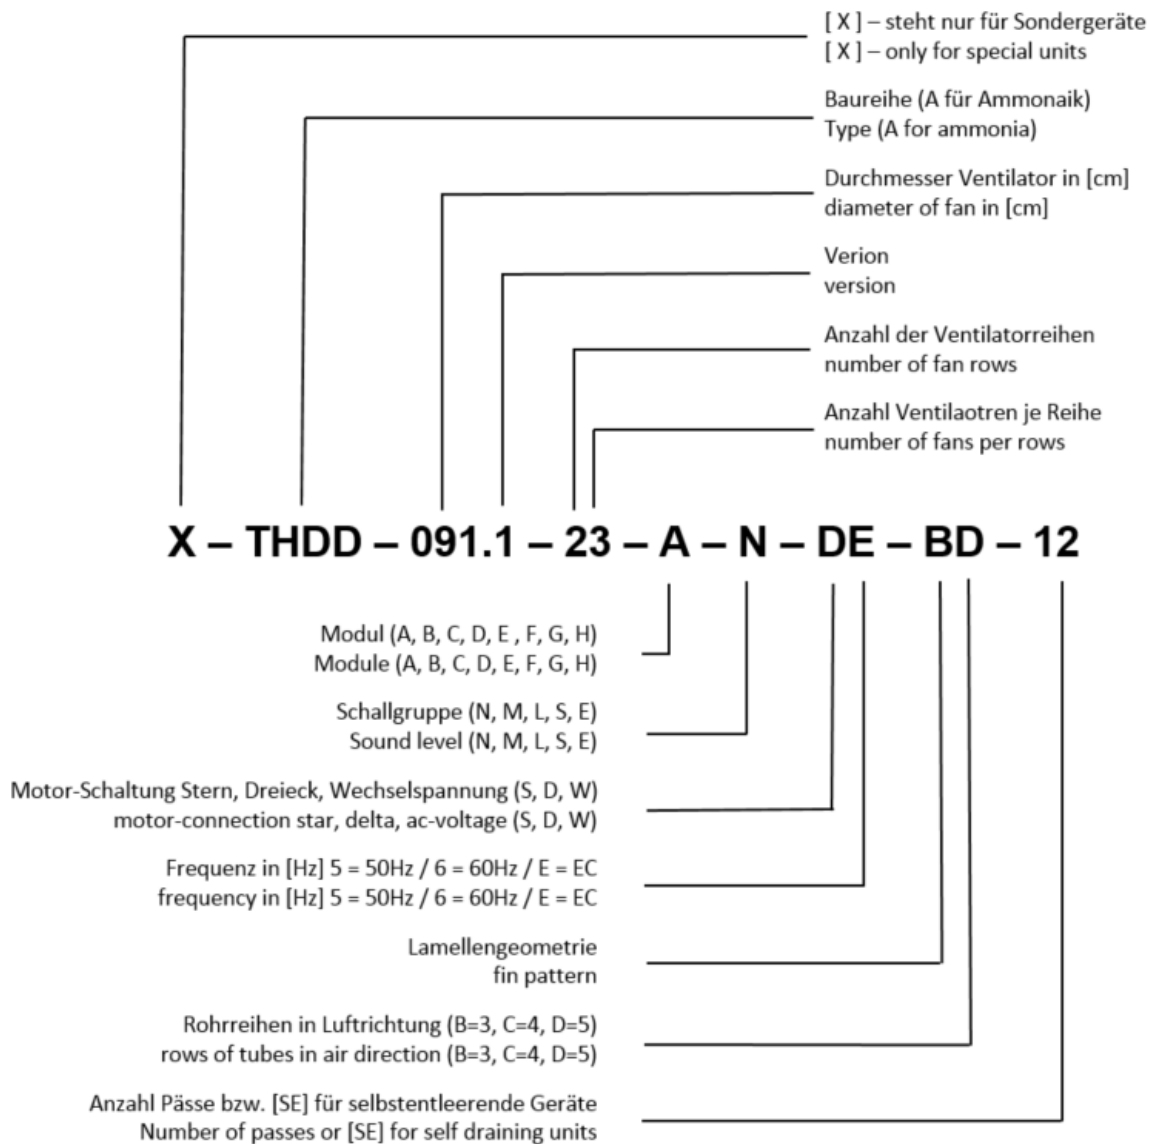 [ X ] – steht nur für Sondergeräte
[ X ] – only for special units
Baureihe (A für Ammonaik)
Type (A for ammonia)
Durchmesser Ventilator in [cm]
diameter of fan in [cm]
Verion
version
Anzahl der Ventilatorreihen
number of fan rows
Anzahl Ventilaotren je Reihe
number of fans per rows
X – THDD – 091.1 – 23 – A – N – DE – BD – 12
Modul (A, B, C, D, E , F, G, H)
Module (A, B, C, D, E, F, G, H)
Schallgruppe (N, M, L, S, E)
Sound level (N, M, L, S, E)
Motor-Schaltung Stern, Dreieck, Wechselspannung (S, D, W)
motor-connection star, delta, ac-voltage (S, D, W)
Frequenz in [Hz] 5 = 50Hz / 6 = 60Hz / E = EC
frequency in [Hz] 5 = 50Hz / 6 = 60Hz / E = EC
Lamellengeometrie
fin pattern
Rohrreihen in Luftrichtung (B=3, C=4, D=5)
rows of tubes in air direction (B=3, C=4, D=5)
Anzahl Pässe bzw. [SE] für selbstentleerende Geräte
Number of passes or [SE] for self draining units